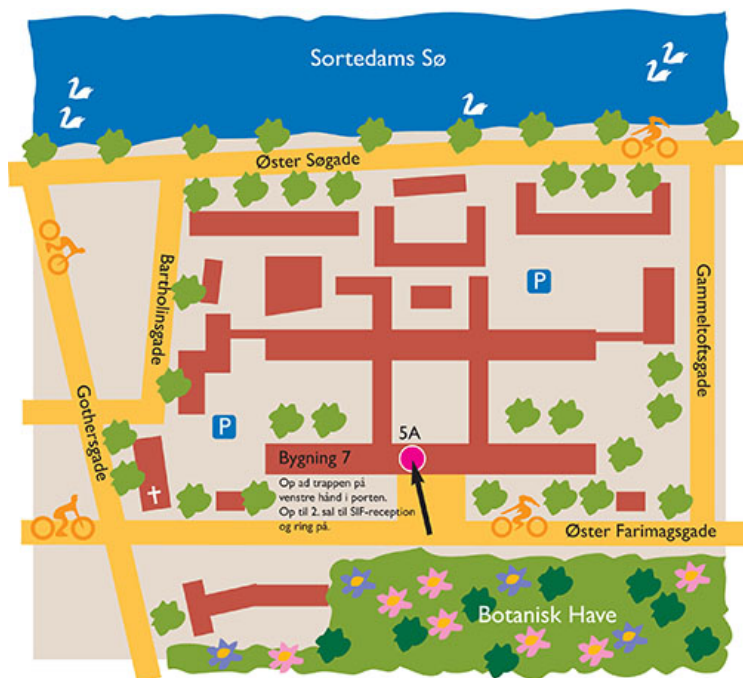 Sortedams Sø
Øster Søgade
Bartholinsgade
Gammeltoftsgade
P
Gothersgade
P
5A
Bygning 7
Op ad trappen på
venstre hånd i porten.
Op til 2. sal til SIF-reception
og ring på.
Øster Farimagsgade
Botanisk Have